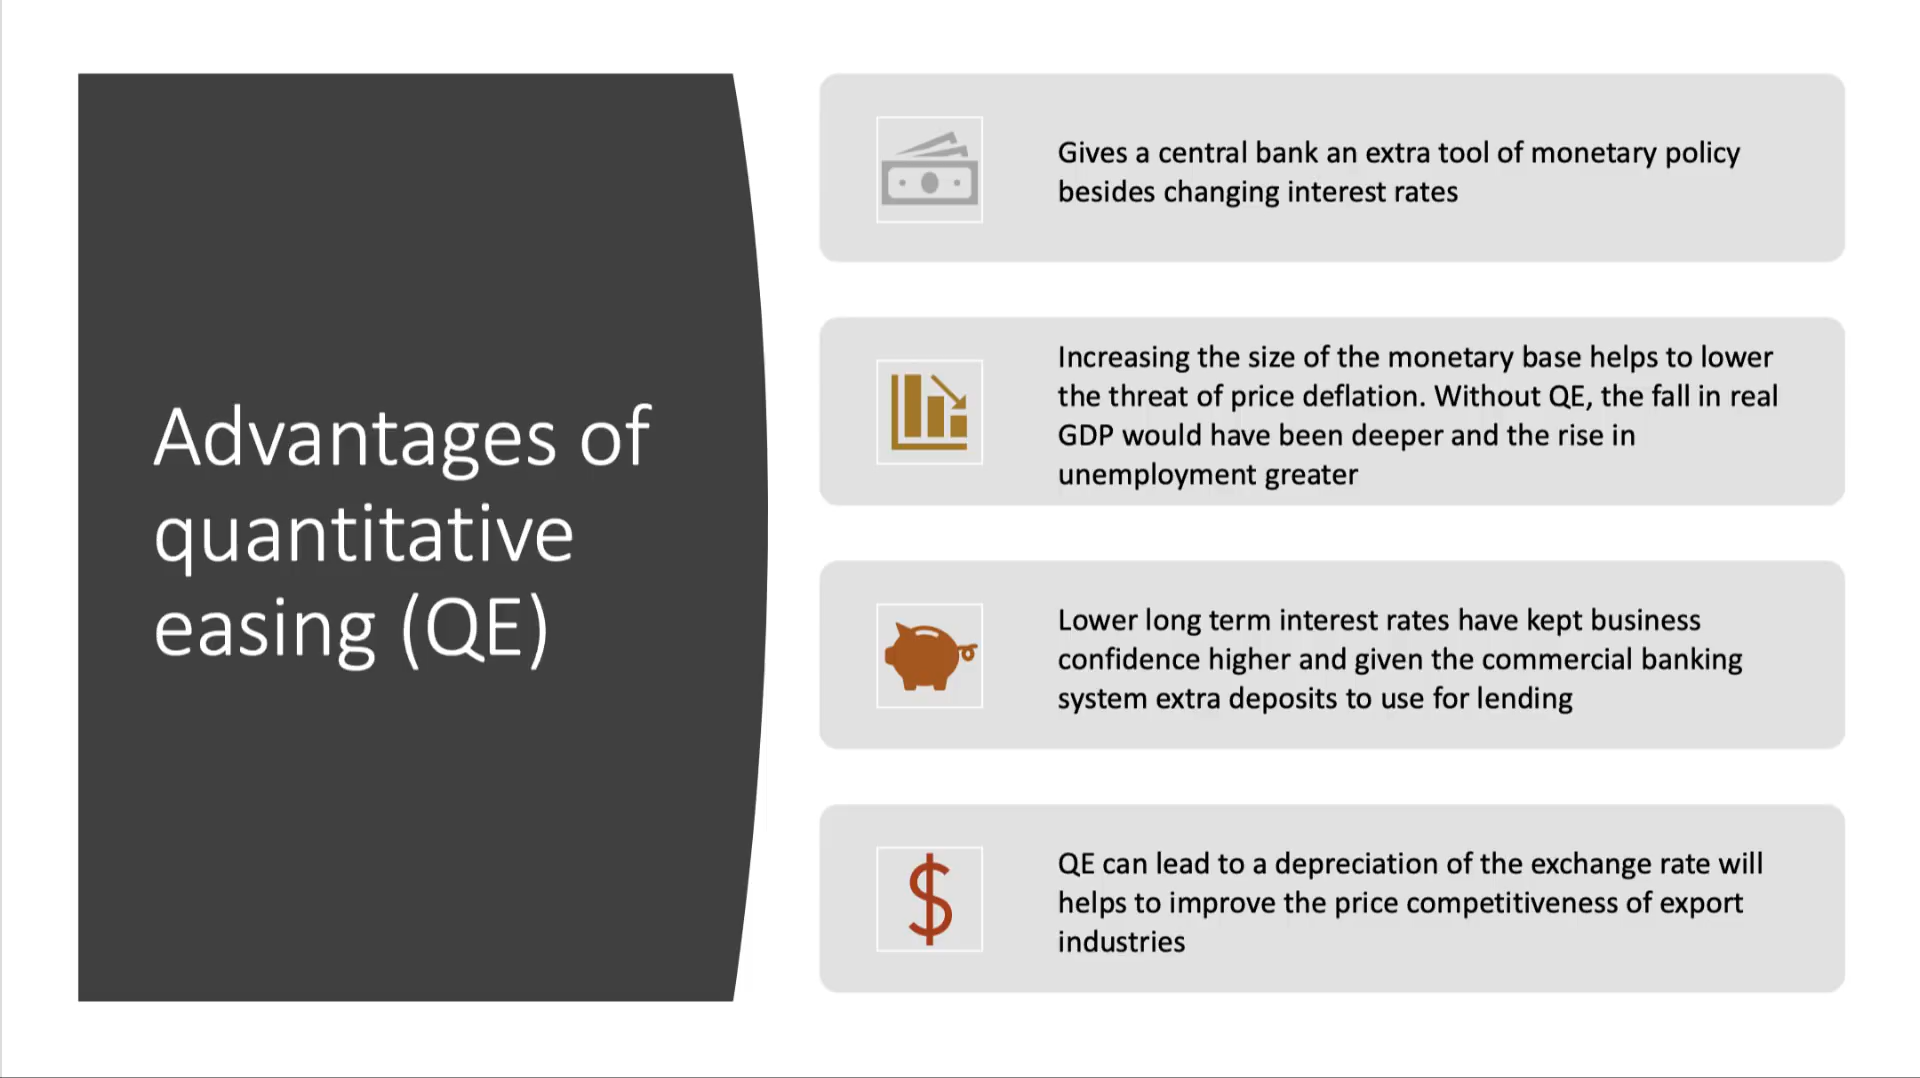 Advantages of
quantitative
easing (QE)
Gives a central bank an extra tool of monetary policy
besides changing interest rates
Increasing the size of the monetary base helps to lower
the threat of price deflation. Without QE, the fall in real
GDP would have been deeper and the rise in
unemployment greater
Lower long term interest rates have kept business
confidence higher and given the commercial banking
system extra deposits to use for lending
QE can lead to a depreciation of the exchange rate will
helps to improve the price competitiveness of export
industries